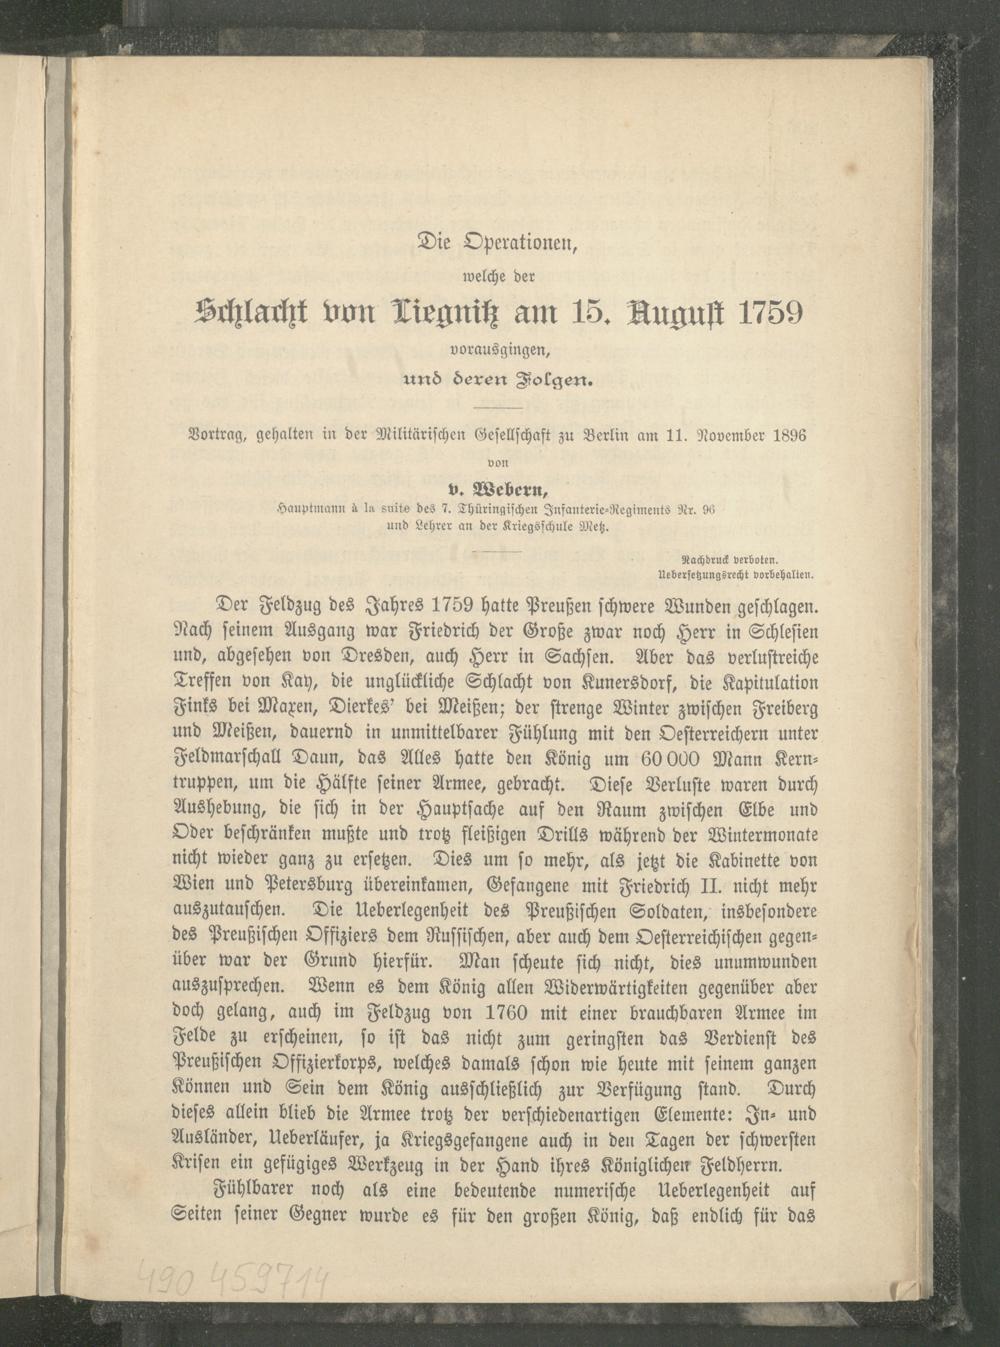 Die Operationen,
welche der
Schlacht von Liegnitz am 15. August 1759
vorausgingen,
und deren Folgen.
Vortrag, gehalten in der Militärischen Gesellschaft zu Berlin am 11. November 1896
von
v. Webern,
Hauptmann à la suite des 7. Thüringischen Infanterie-Regiments Nr. 96
und Lehrer an der Kriegsschule Metz.
Nachdruck verboten.
Uebersetzungsrecht vorbehalten.
Der Feldzug des Jahres 1759 hatte Preußen schwere Wunden geschlagen.
Nach seinem Ausgang war Friedrich der Große zwar noch Herr in Schlesien
und, abgesehen von Dresden, auch Herr in Sachsen. Aber das verlustreiche
Treffen von Kay, die unglückliche Schlacht von Kunersdorf, die Kapitulation
Finks bei Maxen, Dierkes' bei Meißen; der strenge Winter zwischen Freiberg
und Meißen, dauernd in unmittelbarer Fühlung mit den Oesterreichern unter
Feldmarschall Daun, das Alles hatte den König um 60 000 Mann Kern-
truppen, um die Hälfte seiner Armee, gebracht. Diese Verluste waren durch
Aushebung, die sich in der Hauptsache auf den Raum zwischen Elbe und
Oder beschränken mußte und trotz fleißigen Drills während der Wintermonate
nicht wieder ganz zu ersetzen. Dies um so mehr, als jetzt die Kabinette von
Wien und Petersburg übereinkamen, Gefangene mit Friedrich II. nicht mehr
auszutauschen. Die Ueberlegenheit des Preußischen Soldaten, insbesondere
des Preußischen Offiziers dem Russischen, aber auch dem Oesterreichischen gegen-
über war der Grund hierfür. Man scheute sich nicht, dies unumwunden
auszusprechen. Wenn es dem König allen Widerwärtigkeiten gegenüber aber
doch gelang, auch im Feldzug von 1760 mit einer brauchbaren Armee im
Felde zu erscheinen, so ist das nicht zum geringsten das Verdienst des
Preußischen Offizierkorps, welches damals schon wie heute mit seinem ganzen
Können und Sein dem König ausschließlich zur Verfügung stand. Durch
dieses allein blieb die Armee trotz der verschiedenartigen Elemente: In- und
Ausländer, Ueberläufer, ja Kriegsgefangene auch in den Tagen der schwersten
Krisen ein gefügiges Werkzeug in der Hand ihres Königlichen Feldherrn.
Fühlbarer noch als eine bedeutende numerische Ueberlegenheit auf
Seiten seiner Gegner wurde es für den großen König, daß endlich für das
490 459714